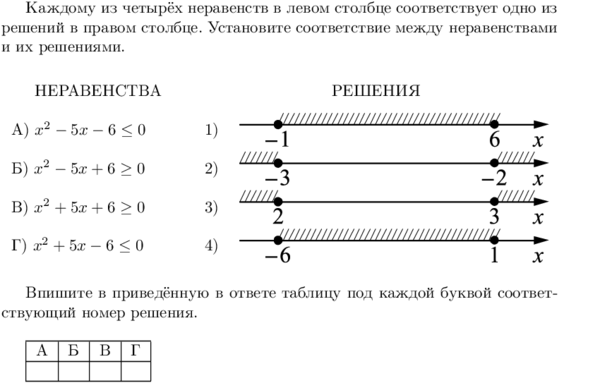 Каждому из четырёх неравенств в левом столбце соответствует одно из
решений в правом столбце. Установите соответствие между неравенствами
и их решениями.
НЕРАВЕНСТВА РЕШЕНИЯ
А) x² − 5x − 6 ≤ 0 1) −1 6 x
Б) x² − 5x + 6 ≥ 0 2) −3 −2 x
В) x² + 5x + 6 ≥ 0 3) 2 3 x
Г) x² + 5x − 6 ≤ 0 4) −6 1 x
Впишите в приведённую в ответе таблицу под каждой буквой соответ-
ствующий номер решения.
А Б В Г